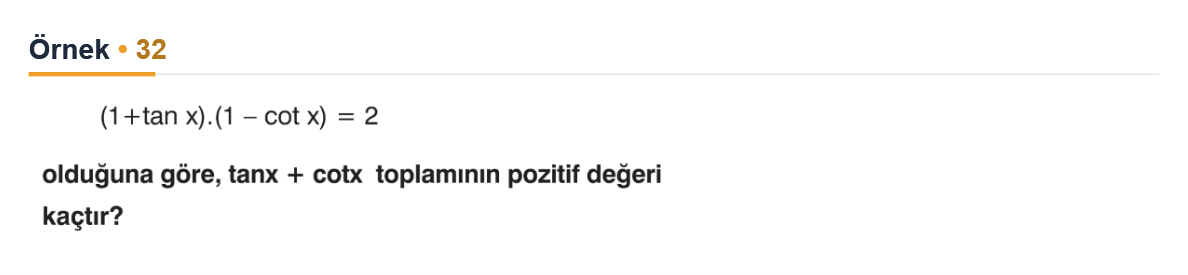 Örnek • 32
(1+tan x).(1 – cot x) = 2
olduğuna göre, tanx + cotx toplamının pozitif değeri
kaçtır?